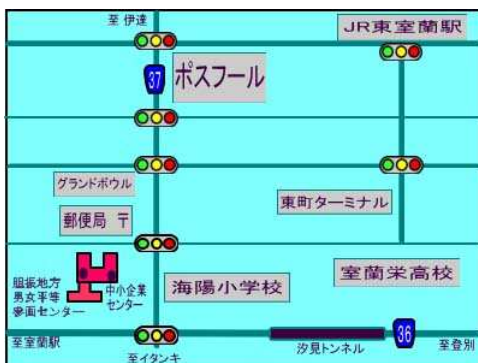 至 伊達
JR東室蘭駅
37
ポスフール
グランドボウル
東町ターミナル
郵便局 〒
室蘭栄高校
海陽小学校
中小企業
センター
胆振地方
男女平等
参画センター
36
至室蘭駅
汐見トンネル
至登別
至イタンキ